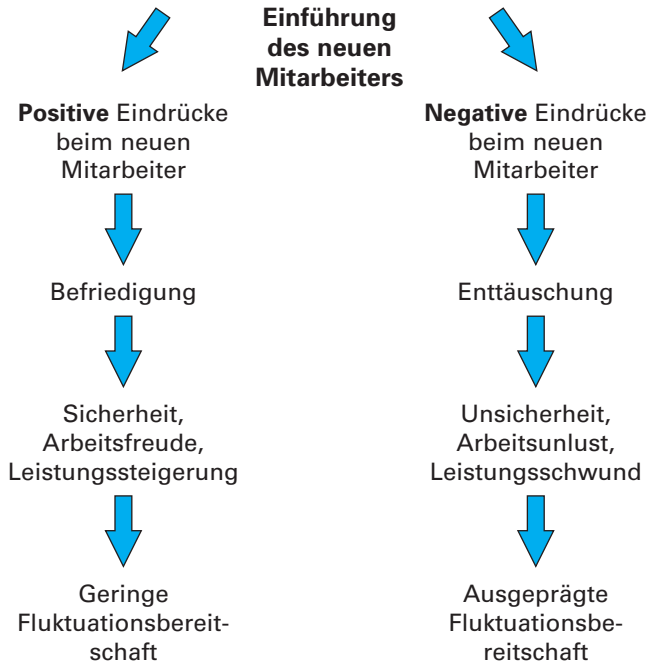 Einführung
des neuen
Mitarbeiters
Positive Eindrücke
beim neuen
Mitarbeiter
Befriedigung
Sicherheit,
Arbeitsfreude,
Leistungssteigerung
Geringe
Fluktuationsbereit-
schaft
Negative Eindrücke
beim neuen
Mitarbeiter
Enttäuschung
Unsicherheit,
Arbeitsunlust,
Leistungsschwund
Ausgeprägte
Fluktuationsbe-
reitschaft